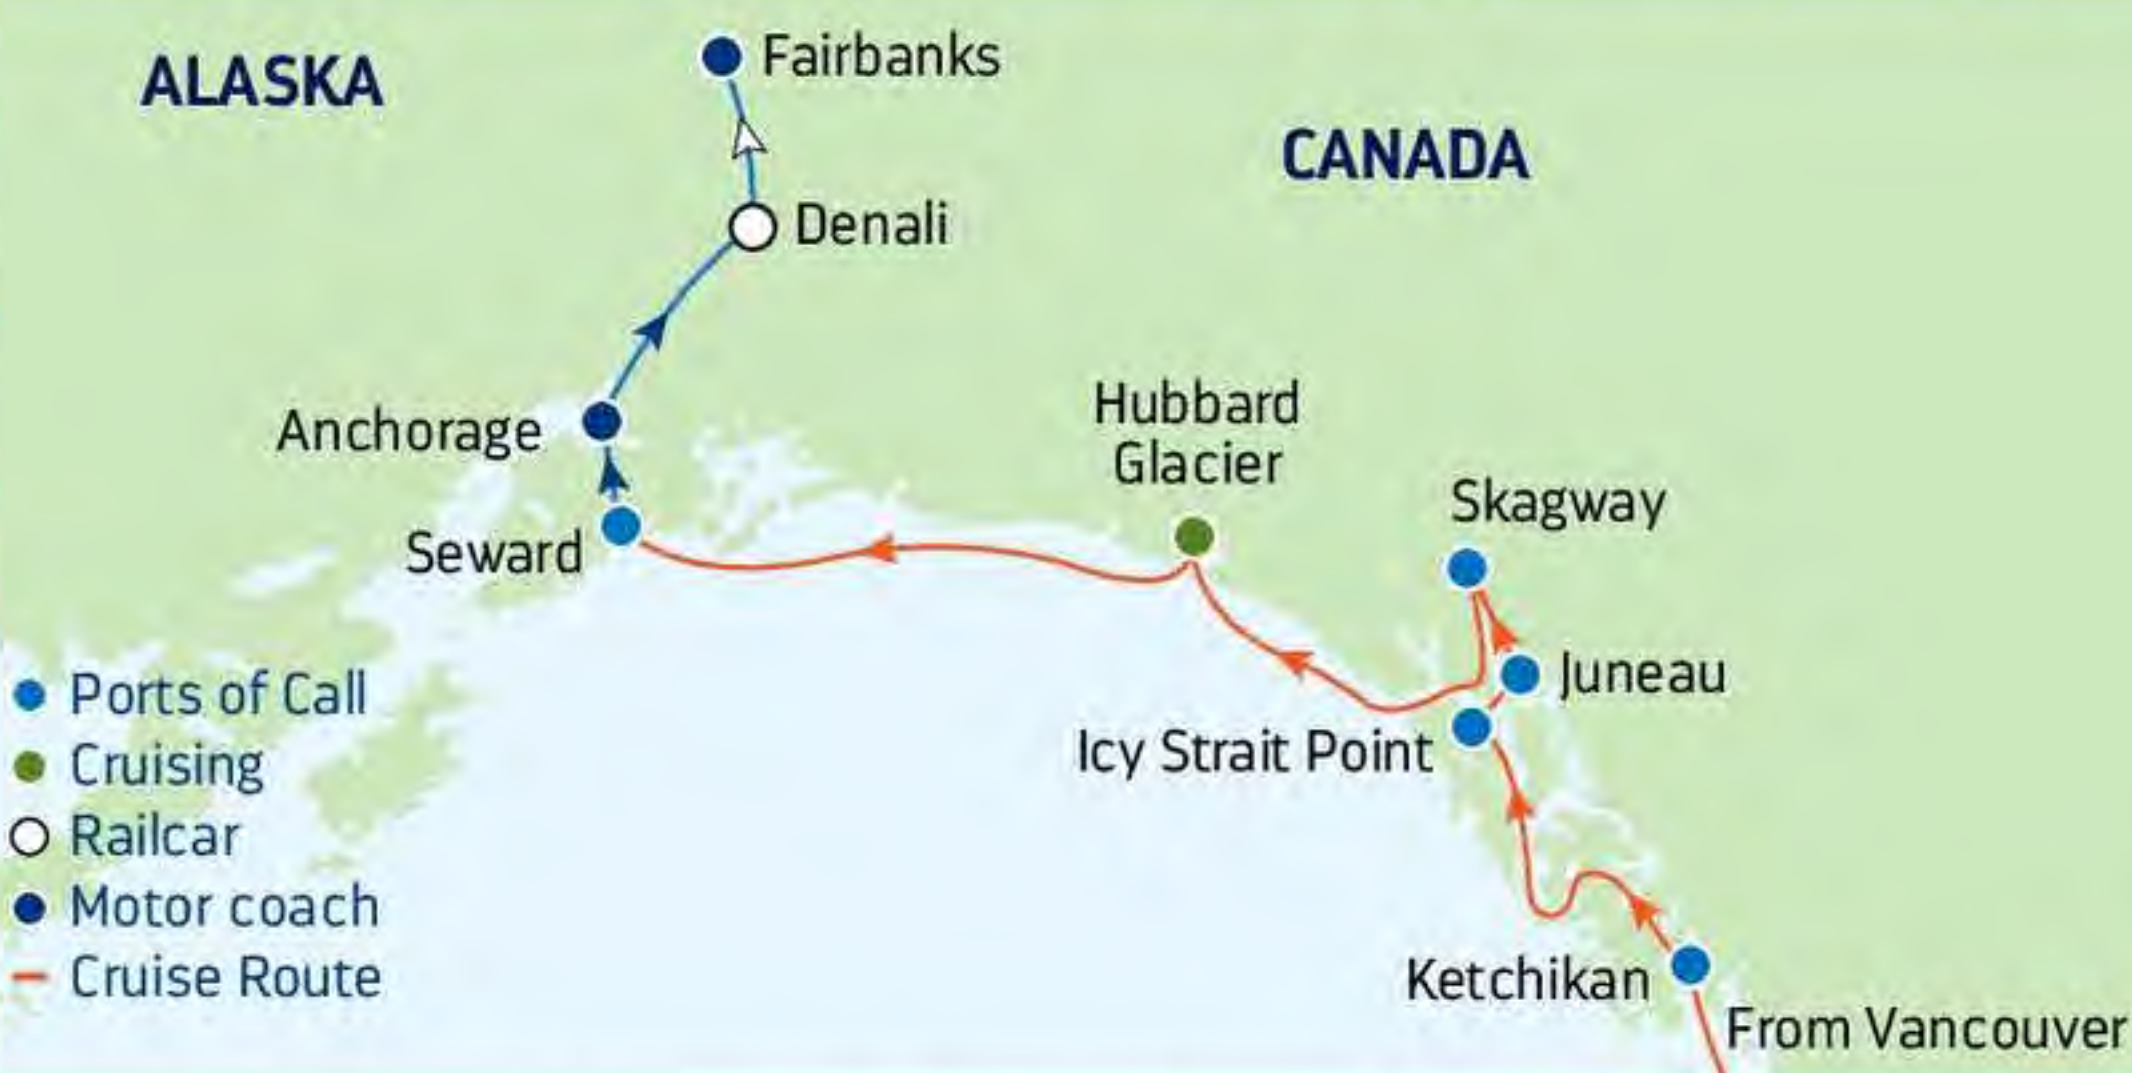 ALASKA
Fairbanks
CANADA
Denali
Anchorage
Hubbard
Glacier
Skagway
Seward
Juneau
Icy Strait Point
Ketchikan
From Vancouver
Ports of Call
Cruising
Railcar
Motor coach
Cruise Route